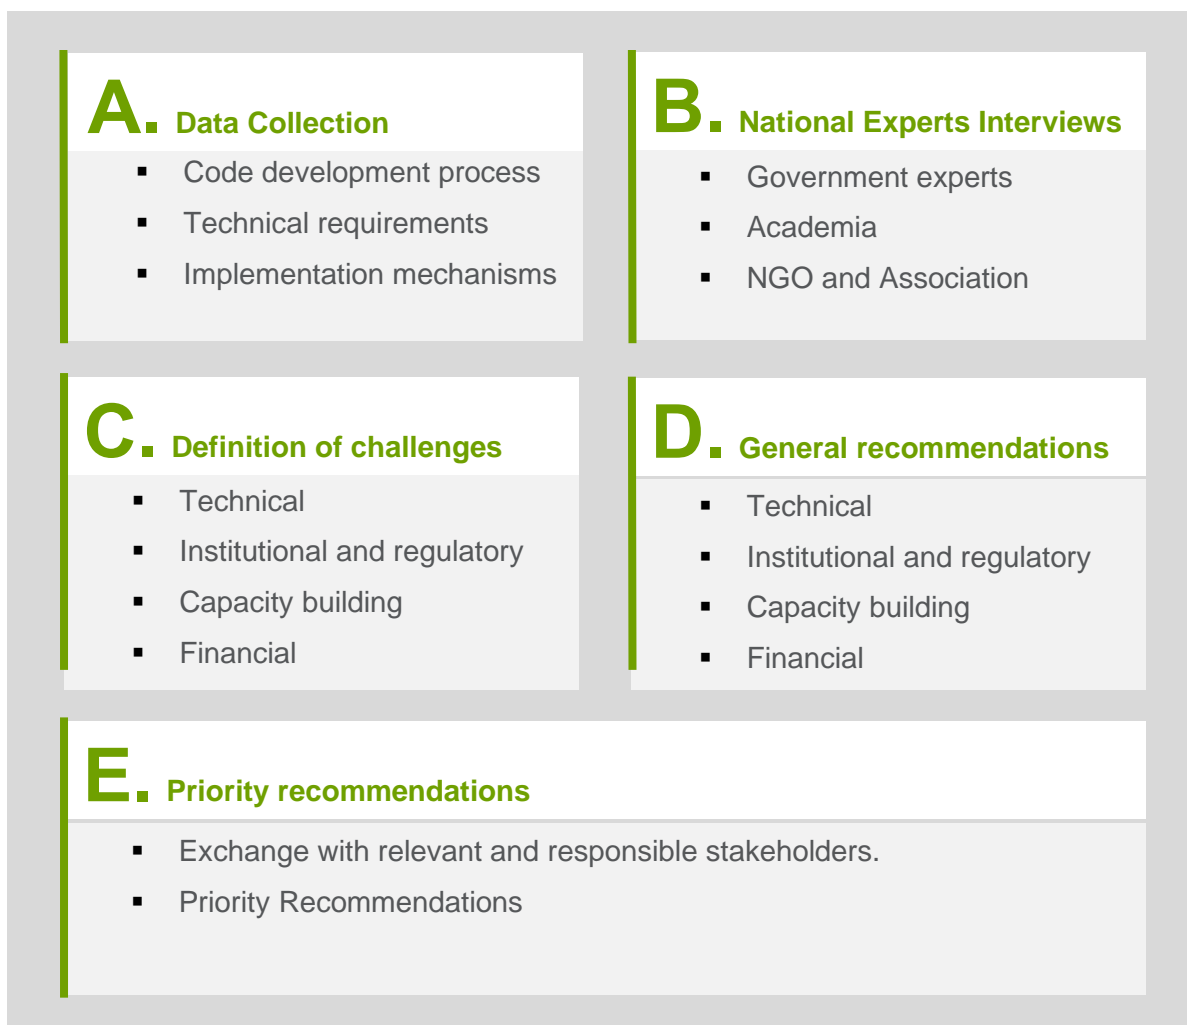 A. Data Collection
▪ Code development process
▪ Technical requirements
▪ Implementation mechanisms
B. National Experts Interviews
▪ Government experts
▪ Academia
▪ NGO and Association
C. Definition of challenges
▪ Technical
▪ Institutional and regulatory
▪ Capacity building
▪ Financial
D. General recommendations
▪ Technical
▪ Institutional and regulatory
▪ Capacity building
▪ Financial
E. Priority recommendations
▪ Exchange with relevant and responsible stakeholders.
▪ Priority Recommendations